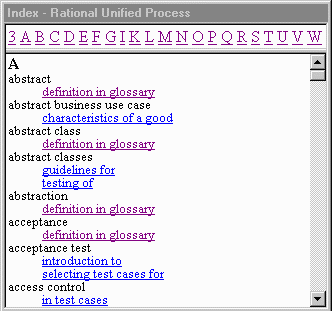 Index - Rational Unified Process
3 A B C D E F G I K L M N O P Q R S T U V W
A
abstract
definition in glossary
abstract business use case
characteristics of a good
abstract class
definition in glossary
abstract classes
guidelines for
testing of
abstraction
definition in glossary
acceptance
definition in glossary
acceptance test
introduction to
selecting test cases for
access control
in test cases